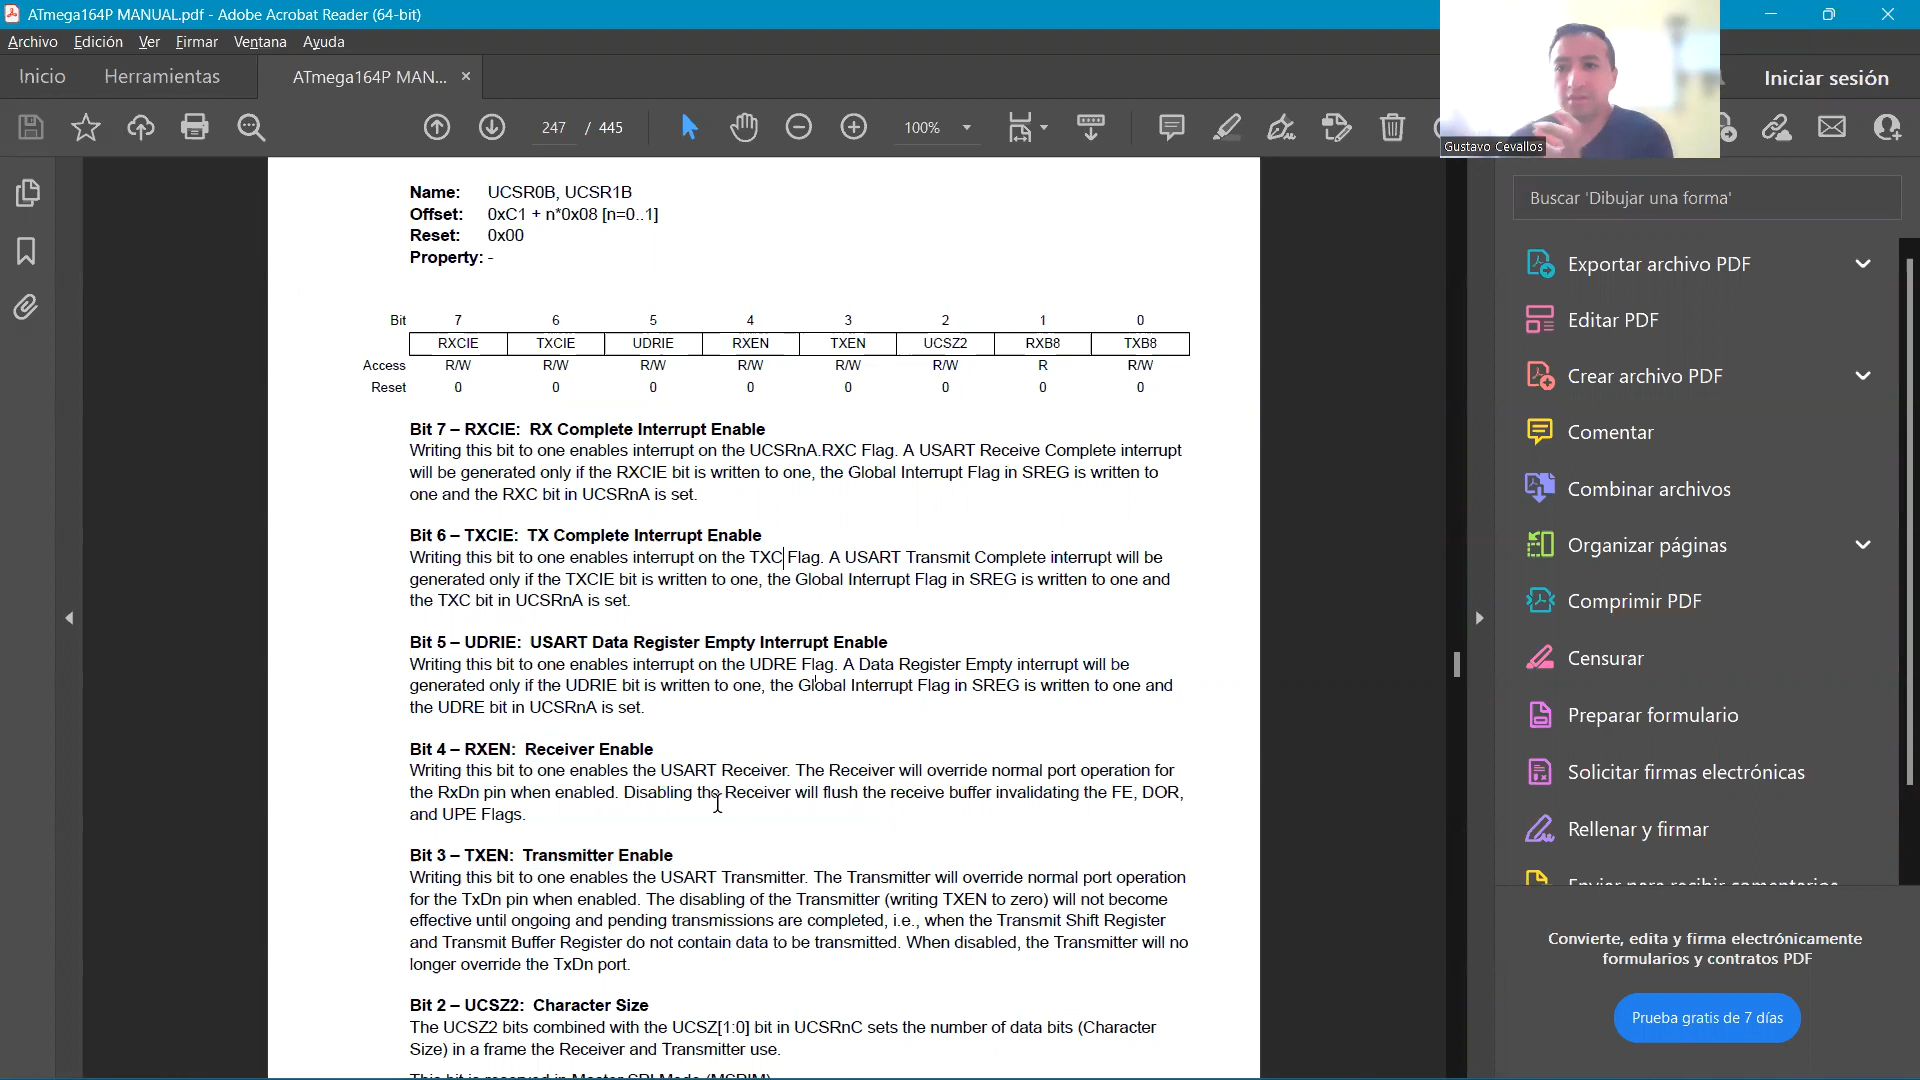 ATmega164P MANUAL.pdf - Adobe Acrobat Reader (64-bit)
Archivo Edición Ver Firmar Ventana Ayuda
Inicio Herramientas ATmega164P MAN... Iniciar sesión
247 / 445 100%
Gustavo Cevallos
Name: UCSR0B, UCSR1B
Offset: 0xC1 + n*0x08 [n=0..1]
Reset: 0x00
Property: -
Bit 7 6 5 4 3 2 1 0
RXCIE TXCIE UDRIE RXEN TXEN UCSZ2 RXB8 TXB8
Access R/W R/W R/W R/W R/W R/W R R/W
Reset 0 0 0 0 0 0 0 0
Bit 7 – RXCIE: RX Complete Interrupt Enable
Writing this bit to one enables interrupt on the UCSRnA.RXC Flag. A USART Receive Complete interrupt
will be generated only if the RXCIE bit is written to one, the Global Interrupt Flag in SREG is written to
one and the RXC bit in UCSRnA is set.
Bit 6 – TXCIE: TX Complete Interrupt Enable
Writing this bit to one enables interrupt on the TXC Flag. A USART Transmit Complete interrupt will be
generated only if the TXCIE bit is written to one, the Global Interrupt Flag in SREG is written to one and
the TXC bit in UCSRnA is set.
Bit 5 – UDRIE: USART Data Register Empty Interrupt Enable
Writing this bit to one enables interrupt on the UDRE Flag. A Data Register Empty interrupt will be
generated only if the UDRIE bit is written to one, the Global Interrupt Flag in SREG is written to one and
the UDRE bit in UCSRnA is set.
Bit 4 – RXEN: Receiver Enable
Writing this bit to one enables the USART Receiver. The Receiver will override normal port operation for
the RxDn pin when enabled. Disabling the Receiver will flush the receive buffer invalidating the FE, DOR,
and UPE Flags.
Bit 3 – TXEN: Transmitter Enable
Writing this bit to one enables the USART Transmitter. The Transmitter will override normal port operation
for the TxDn pin when enabled. The disabling of the Transmitter (writing TXEN to zero) will not become
effective until ongoing and pending transmissions are completed, i.e., when the Transmit Shift Register
and Transmit Buffer Register do not contain data to be transmitted. When disabled, the Transmitter will no
longer override the TxDn port.
Bit 2 – UCSZ2: Character Size
The UCSZ2 bits combined with the UCSZ[1:0] bit in UCSRnC sets the number of data bits (Character
Size) in a frame the Receiver and Transmitter use.
This bit is reserved in Master SPI Mode (MSPIM).
Buscar 'Dibujar una forma'
Exportar archivo PDF
Editar PDF
Crear archivo PDF
Comentar
Combinar archivos
Organizar páginas
Comprimir PDF
Censurar
Preparar formulario
Solicitar firmas electrónicas
Rellenar y firmar
Enviar para recibir comentarios
Convierte, edita y firma electrónicamente
formularios y contratos PDF
Prueba gratis de 7 días